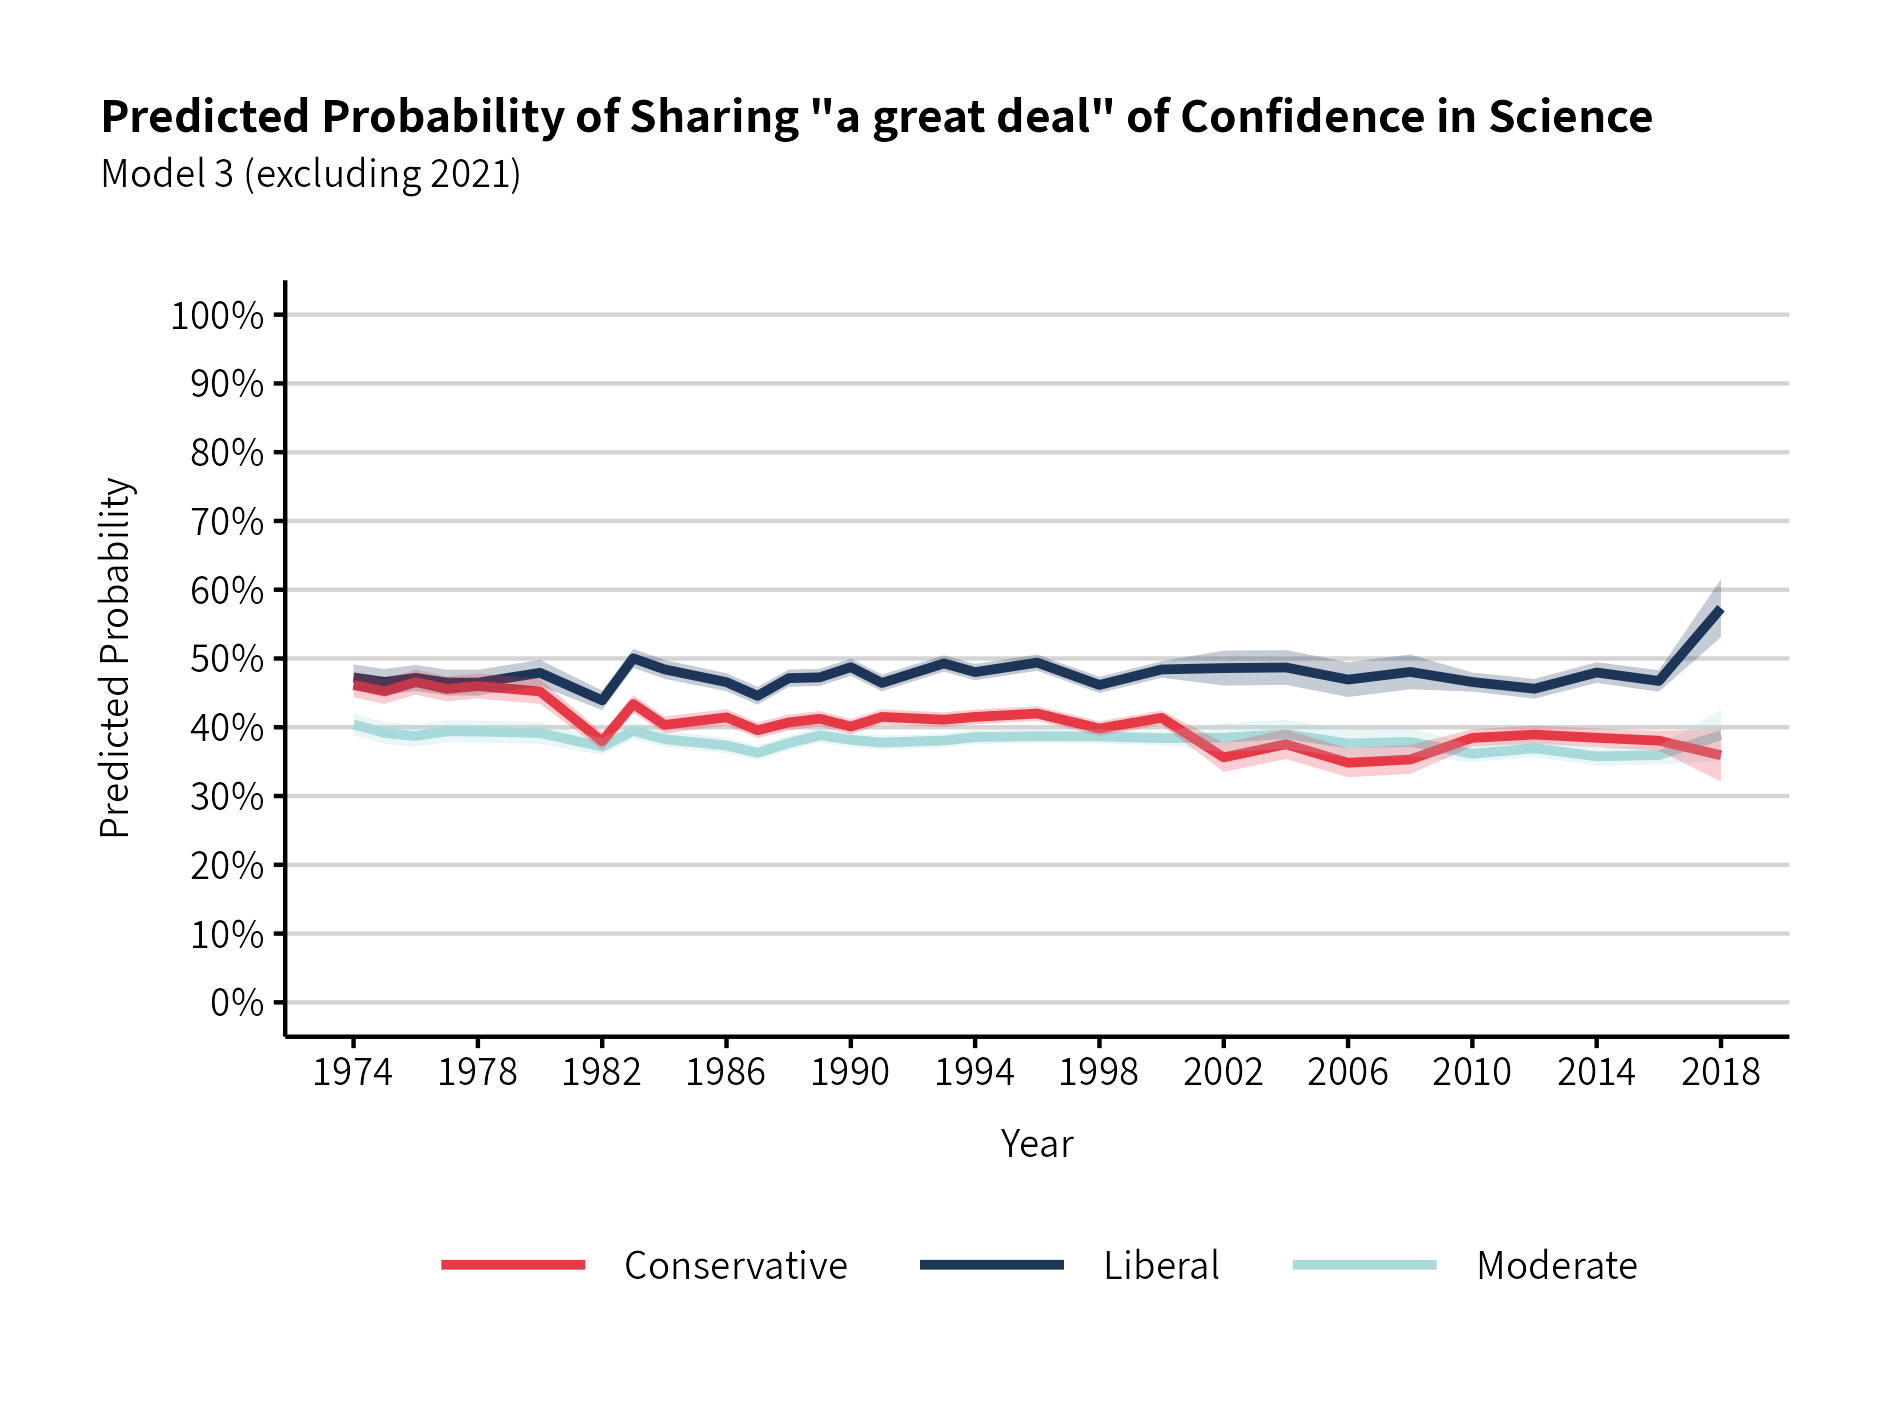 Predicted Probability of Sharing "a great deal" of Confidence in Science
Model 3 (excluding 2021)
Predicted Probability
100%
90%
80%
70%
60%
50%
40%
30%
20%
10%
0%
1974 1978 1982 1986 1990 1994 1998 2002 2006 2010 2014 2018
Year
Conservative Liberal Moderate